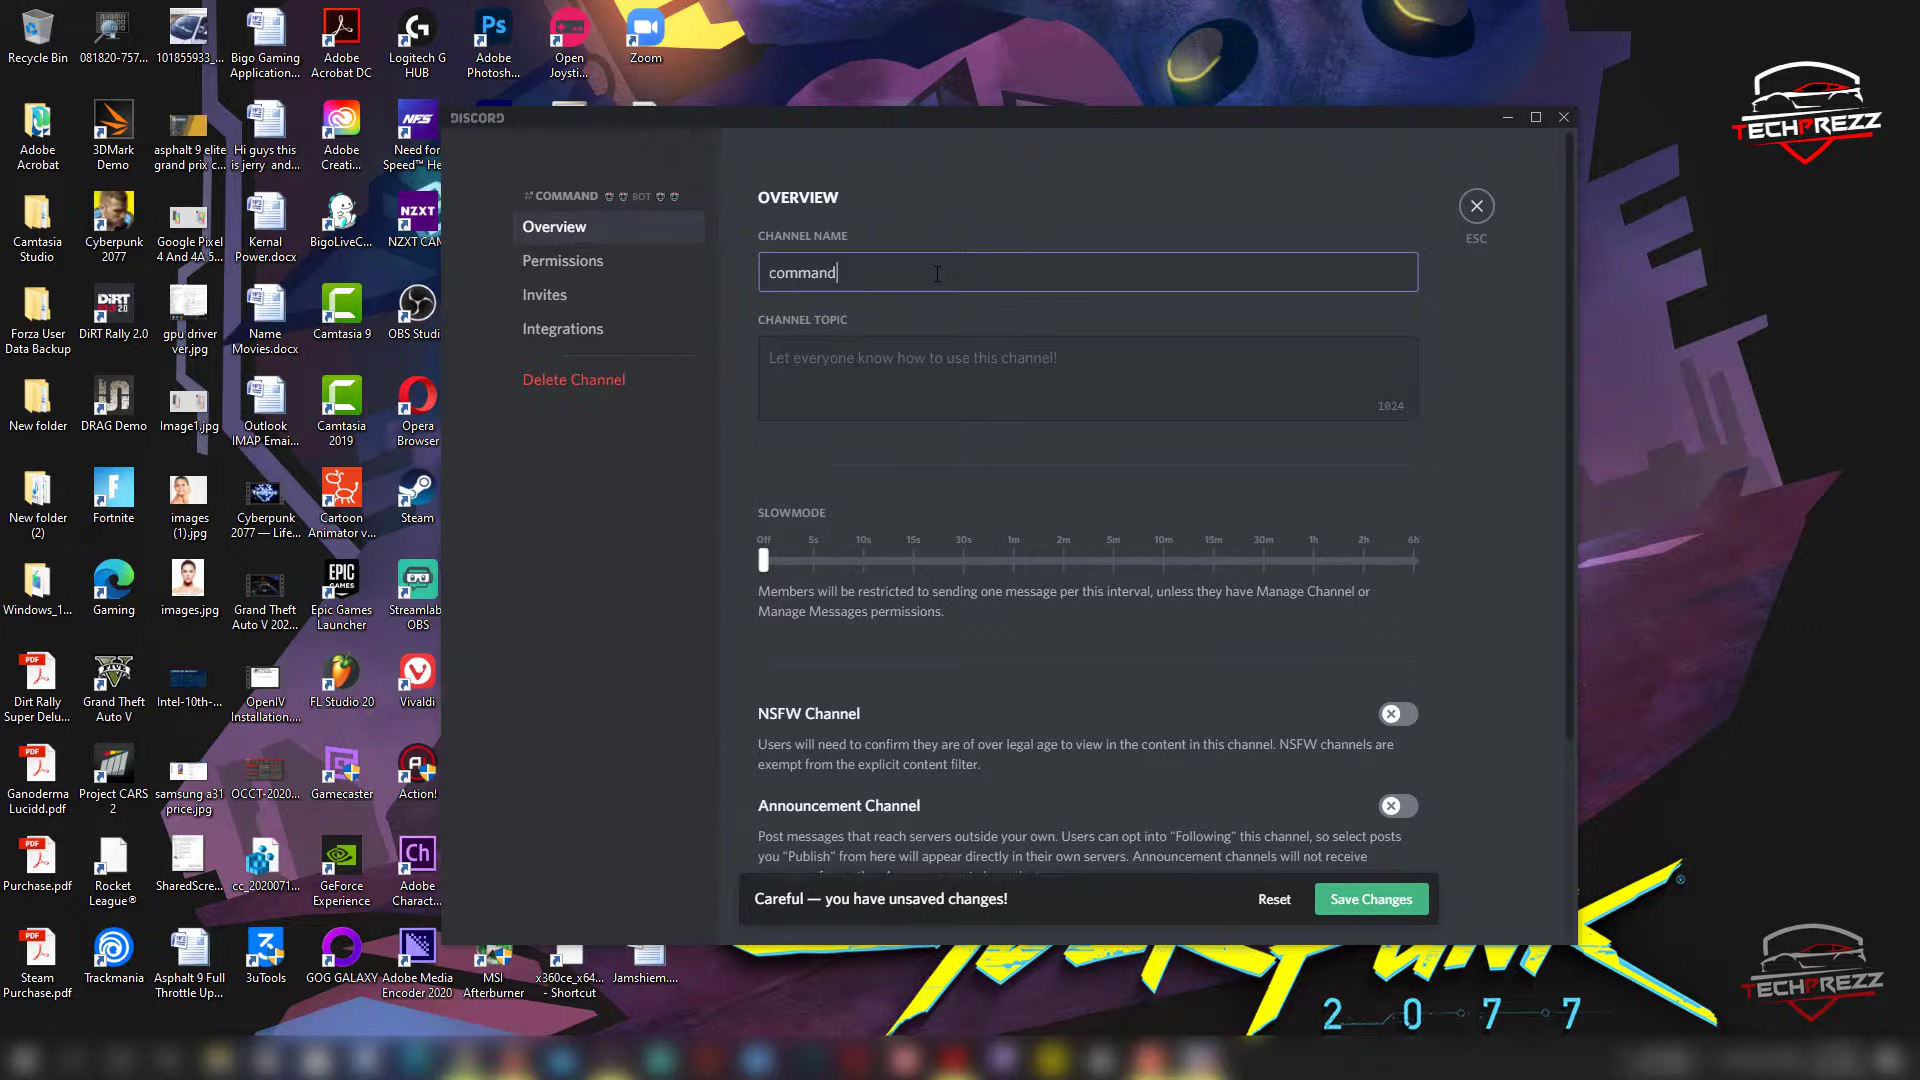 Recycle Bin
081820-757...
101855933_...
Bigo Gaming
Application...
Adobe
Acrobat DC
Logitech G
HUB
Ps
Adobe
Photosh...
Open
Joysti...
Zoom
Adobe
Acrobat
3DMark
Demo
asphalt 9 elite
grand prix c...
Hi guys this
is jerry and...
Adobe
Creati...
NFS
Need for
Speed™ He
Camtasia
Studio
Cyberpunk
2077
Google Pixel
4 And 4A 5...
Kernal
Power.docx
BigoLiveC...
NZXT
NZXT CAM
Forza User
Data Backup
DiRT Rally 2.0
gpu driver
ver.jpg
Name
Movies.docx
Camtasia 9
OBS Studi
New folder
DRAG Demo
Image1.jpg
Outlook
IMAP Emai...
Camtasia
2019
Opera
Browser
New folder
(2)
Fortnite
images
(1).jpg
Cyberpunk
2077 — Life...
Cartoon
Animator v...
Steam
Windows_1...
Gaming
images.jpg
Grand Theft
Auto V 202...
EPIC
GAMES
Epic Games
Launcher
Streamlab
OBS
PDF
Dirt Rally
Super Delu...
Grand Theft
Auto V
Intel-10th-...
OpenIV
Installation....
FL Studio 20
Vivaldi
PDF
Ganoderma
Lucidd.pdf
Project CARS
2
samsung a31
price.jpg
OCCT-2020...
Gamecaster
Action!
PDF
Purchase.pdf
Rocket
League®
SharedScre...
cc_2020071...
GeForce
Experience
Ch
Adobe
Charact...
PDF
Steam
Purchase.pdf
Trackmania
Asphalt 9 Full
Throttle Up...
3uTools
GOG GALAXY
Adobe Media
Encoder 2020
MSI
Afterburner
x360ce_x64...
- Shortcut
Jamshiem....
DISCORD
COMMAND BOT
Overview
Permissions
Invites
Integrations
Delete Channel
OVERVIEW
ESC
CHANNEL NAME
command
CHANNEL TOPIC
Let everyone know how to use this channel!
1024
SLOWMODE
Off 5s 10s 15s 30s 1m 2m 5m 10m 15m 30m 1h 2h 6h
Members will be restricted to sending one message per this interval, unless they have Manage Channel or
Manage Messages permissions.
NSFW Channel
Users will need to confirm they are of over legal age to view in the content in this channel. NSFW channels are
exempt from the explicit content filter.
Announcement Channel
Post messages that reach servers outside your own. Users can opt into "Following" this channel, so select posts
you "Publish" from here will appear directly in their own servers. Announcement channels will not receive
Careful — you have unsaved changes!
Reset
Save Changes
TECHPREZZ
TECHPREZZ
2077